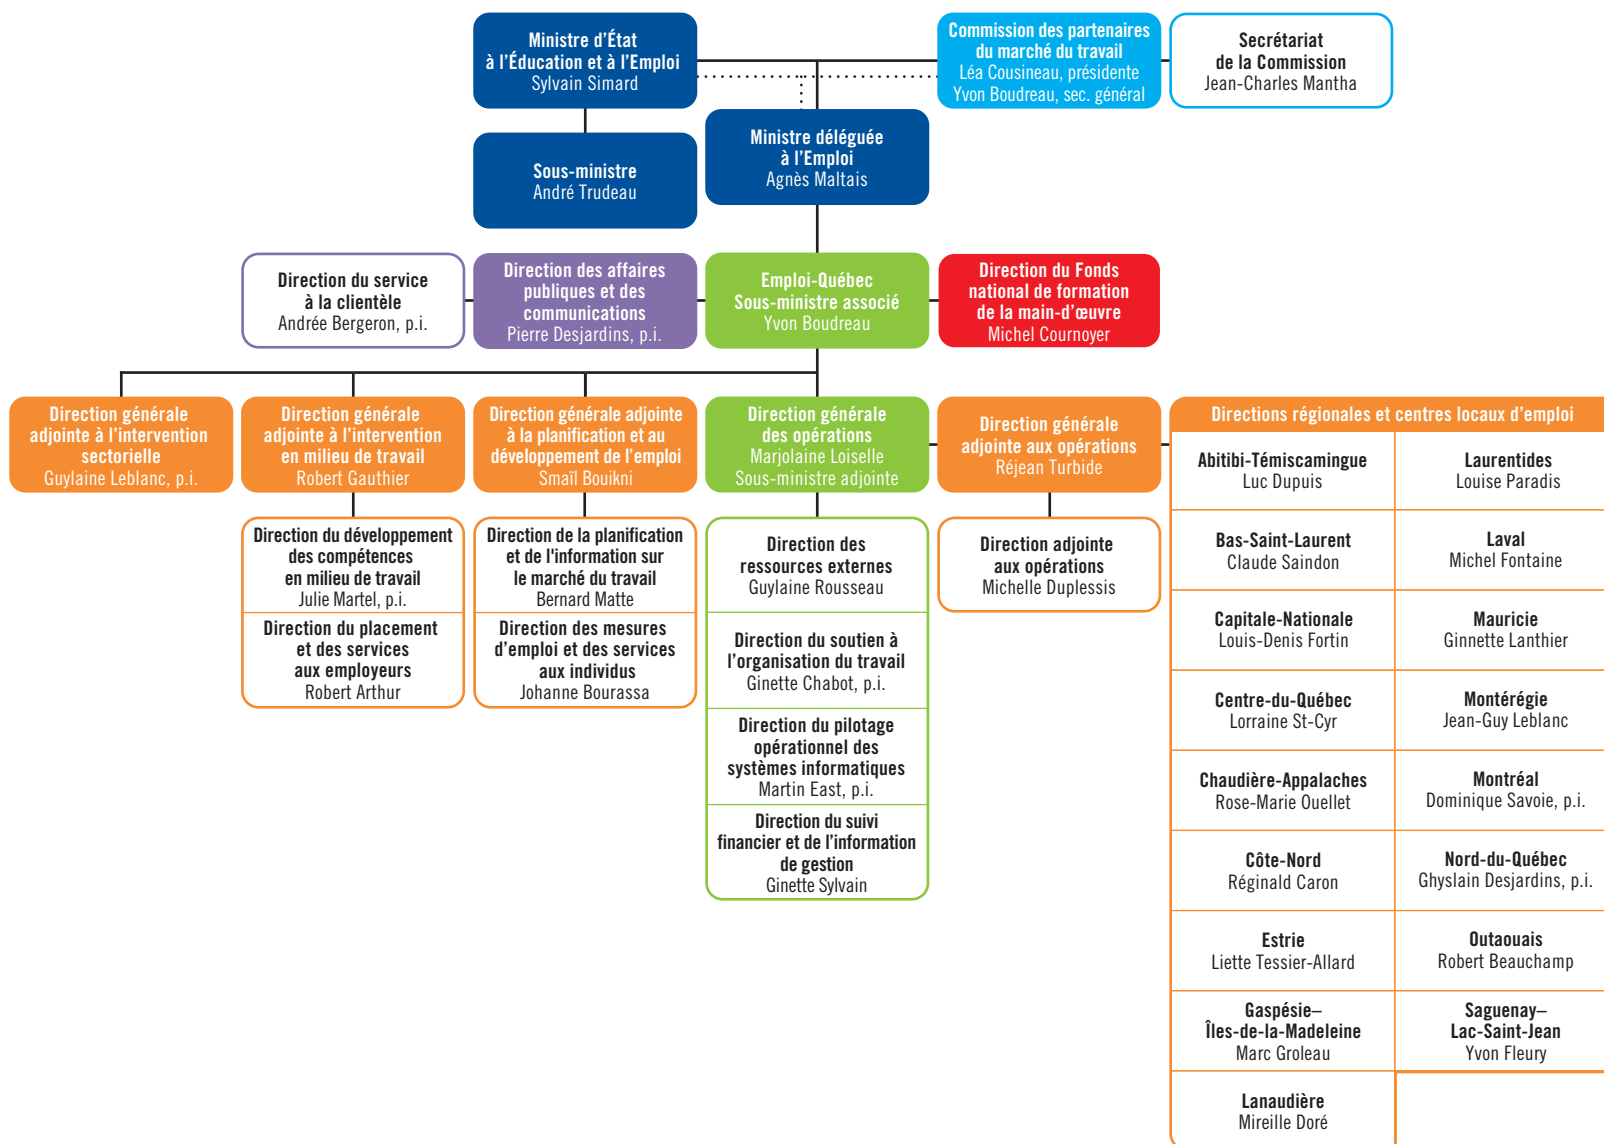 Ministre d'État
à l'Éducation et à l'Emploi
Sylvain Simard
Commission des partenaires
du marché du travail
Léa Cousineau, présidente
Yvon Boudreau, sec. général
Secrétariat
de la Commission
Jean-Charles Mantha
Sous-ministre
André Trudeau
Ministre déléguée
à l'Emploi
Agnès Maltais
Direction du service
à la clientèle
Andrée Bergeron, p.i.
Direction des affaires
publiques et des
communications
Pierre Desjardins, p.i.
Emploi-Québec
Sous-ministre associé
Yvon Boudreau
Direction du Fonds
national de formation
de la main-d'œuvre
Michel Cournoyer
Direction générale
adjointe à l'intervention
sectorielle
Guylaine Leblanc, p.i.
Direction générale
adjointe à l'intervention
en milieu de travail
Robert Gauthier
Direction générale adjointe
à la planification et au
développement de l'emploi
Smaïl Bouikni
Direction générale
des opérations
Marjolaine Loiselle
Sous-ministre adjointe
Direction générale
adjointe aux opérations
Réjean Turbide
Direction du développement
des compétences
en milieu de travail
Julie Martel, p.i.
Direction du placement
et des services
aux employeurs
Robert Arthur
Direction de la planification
et de l'information sur
le marché du travail
Bernard Matte
Direction des mesures
d'emploi et des services
aux individus
Johanne Bourassa
Direction des
ressources externes
Guylaine Rousseau
Direction du soutien à
l'organisation du travail
Ginette Chabot, p.i.
Direction du pilotage
opérationnel des
systèmes informatiques
Martin East, p.i.
Direction du suivi
financier et de l'information
de gestion
Ginette Sylvain
Direction adjointe
aux opérations
Michelle Duplessis
Directions régionales et centres locaux d'emploi
Abitibi-Témiscamingue
Luc Dupuis
Laurentides
Louise Paradis
Bas-Saint-Laurent
Claude Saindon
Laval
Michel Fontaine
Capitale-Nationale
Louis-Denis Fortin
Mauricie
Ginnette Lanthier
Centre-du-Québec
Lorraine St-Cyr
Montérégie
Jean-Guy Leblanc
Chaudière-Appalaches
Rose-Marie Ouellet
Montréal
Dominique Savoie, p.i.
Côte-Nord
Réginald Caron
Nord-du-Québec
Ghyslain Desjardins, p.i.
Estrie
Liette Tessier-Allard
Outaouais
Robert Beauchamp
Gaspésie–
Îles-de-la-Madeleine
Marc Groleau
Saguenay–
Lac-Saint-Jean
Yvon Fleury
Lanaudière
Mireille Doré